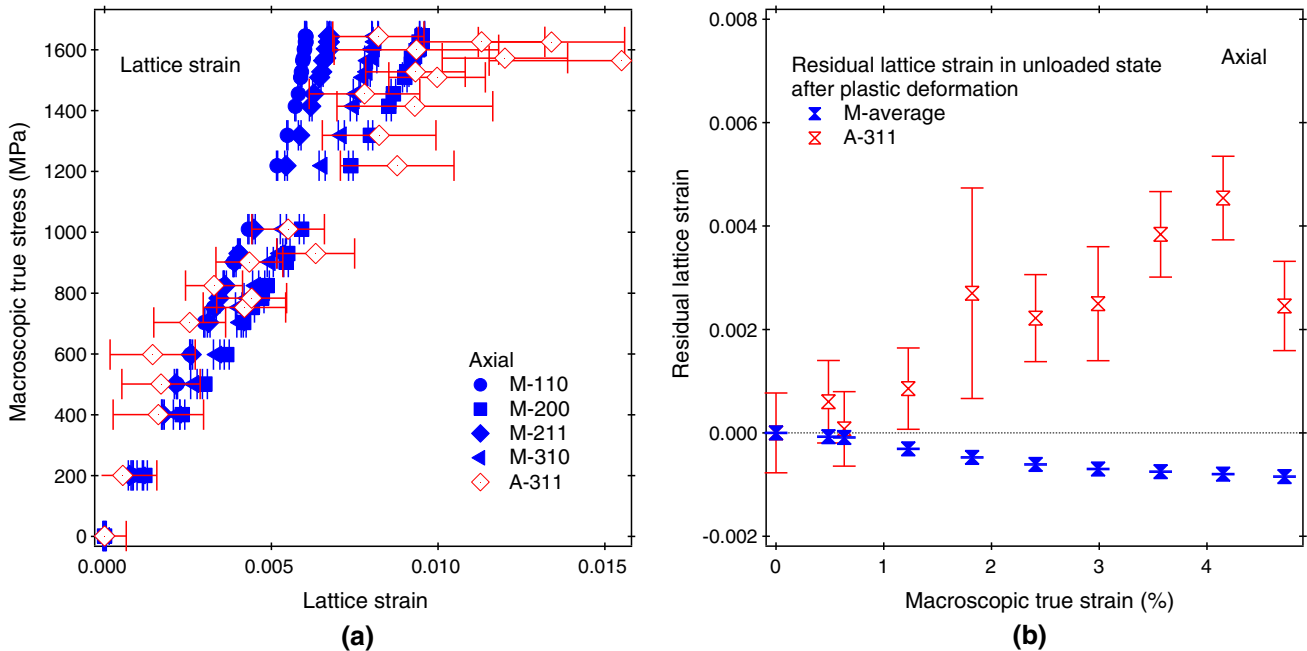 Macroscopic true stress (MPa)
1600
1400
1200
1000
800
600
400
200
0
Lattice strain
Axial
M-110
M-200
M-211
M-310
A-311
0.000
0.005
0.010
0.015
Lattice strain
(a)
Residual lattice strain
0.008
0.006
0.004
0.002
0.000
-0.002
Axial
Residual lattice strain in unloaded state
after plastic deformation
M-average
A-311
0
1
2
3
4
Macroscopic true strain (%)
(b)